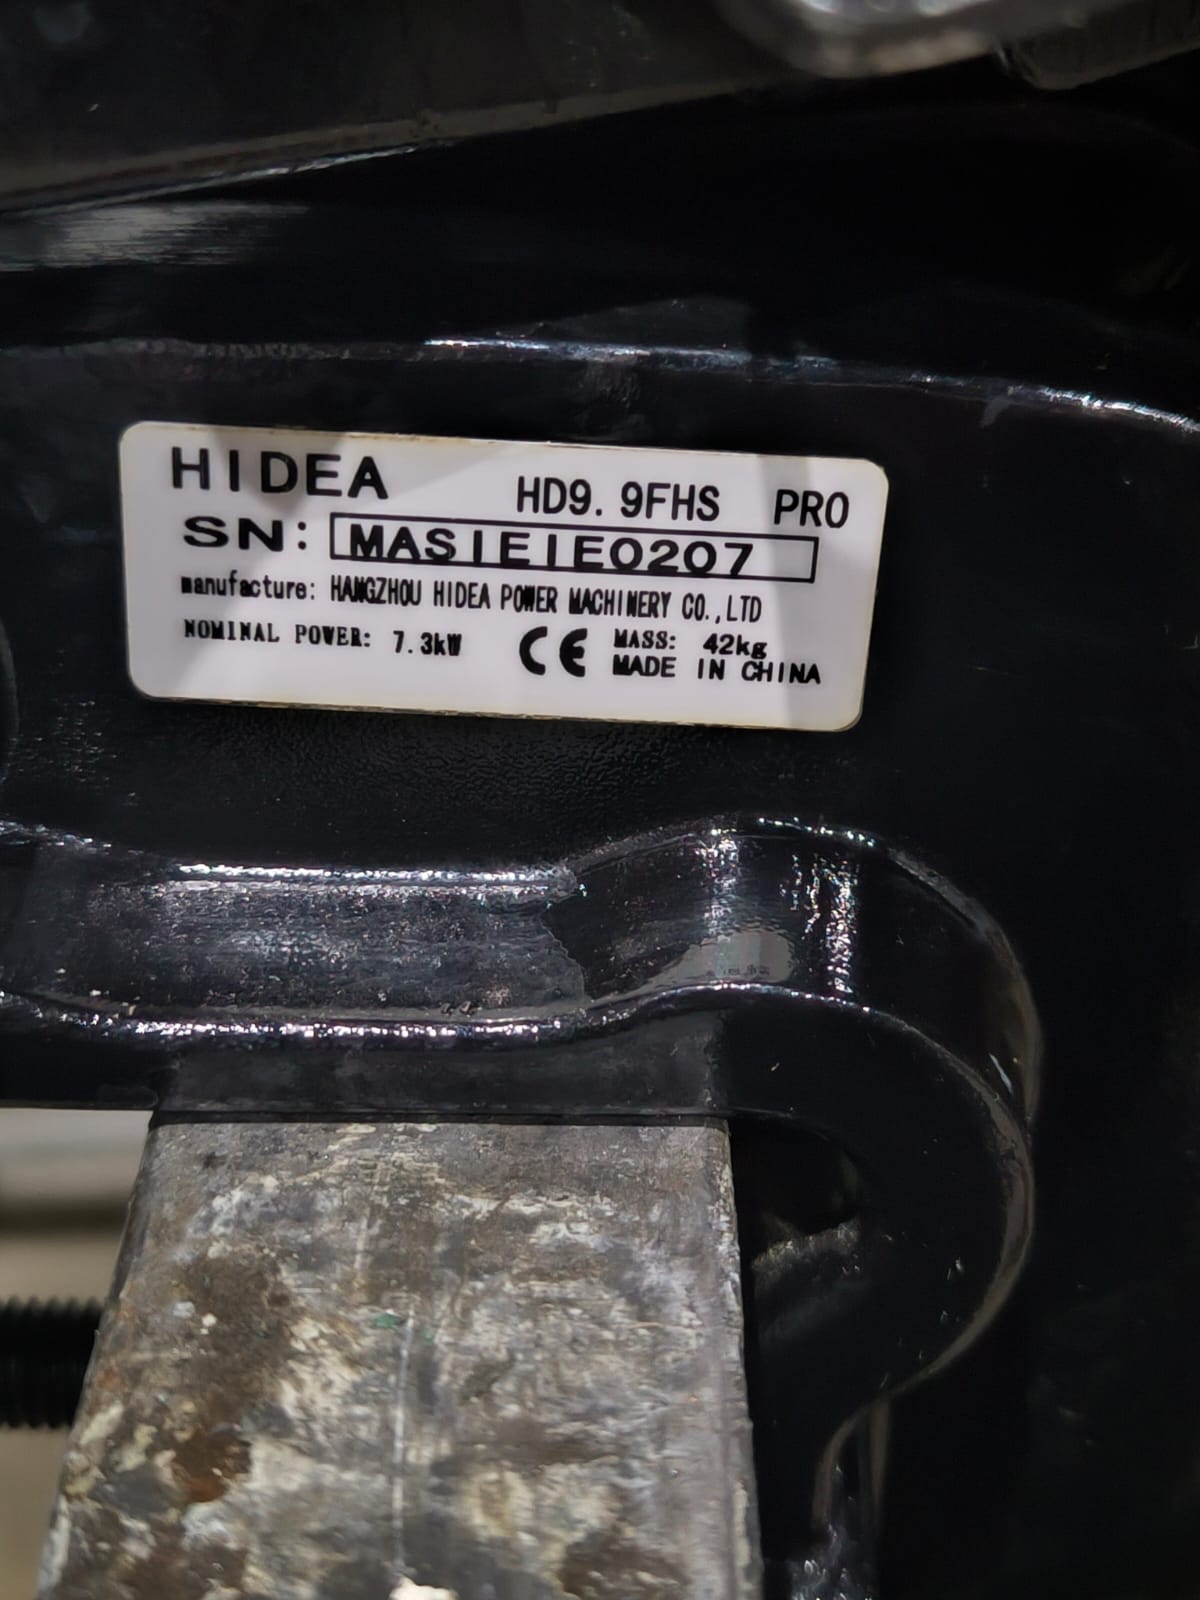 HIDEA HD9.9FHS PRO
SN: MAS1E1E0207
manufacture: HANGZHOU HIDEA POWER MACHINERY CO.,LTD
NOMINAL POWER: 7.3kW CE MASS: 42kg
MADE IN CHINA